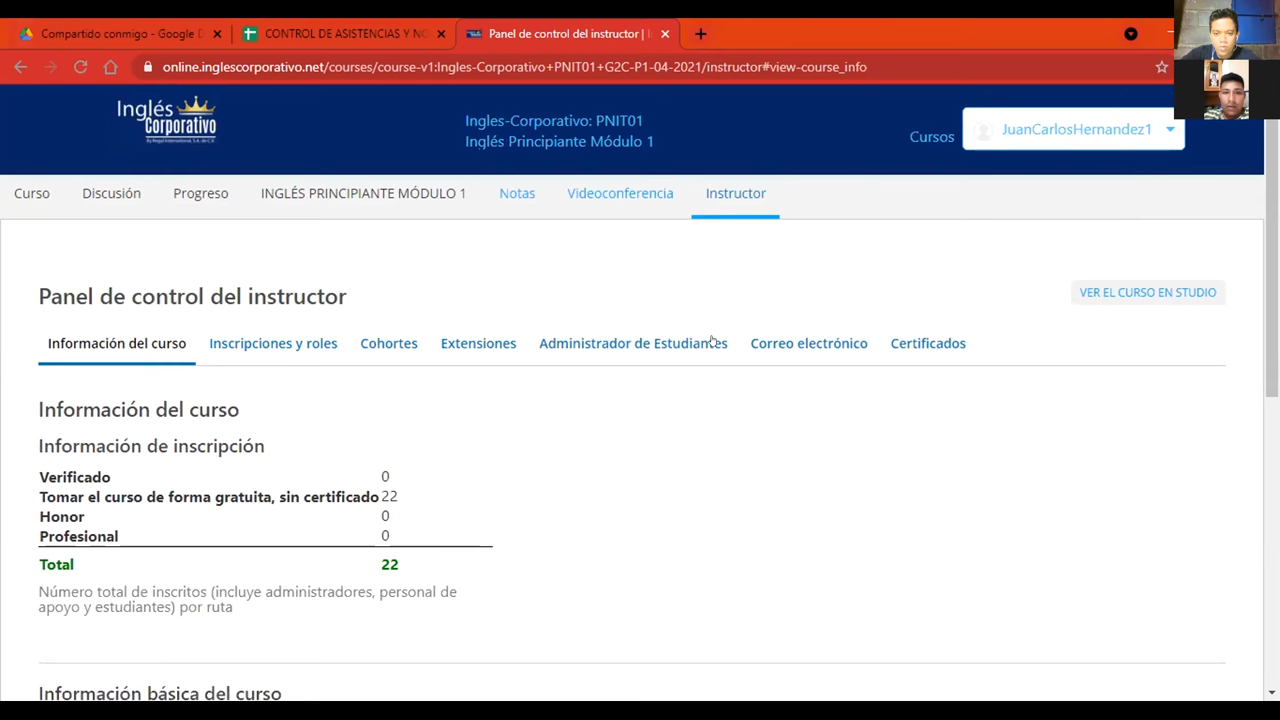 Compartido conmigo - Google D
CONTROL DE ASISTENCIAS Y NO
Panel de control del instructor | I
online.inglescorporativo.net/courses/course-v1:Ingles-Corporativo+PNIT01+G2C-P1-04-2021/instructor#view-course_info
Inglés
Corporativo
By Regal International, S.A. de C.V.
Ingles-Corporativo: PNIT01
Inglés Principiante Módulo 1
Cursos
JuanCarlosHernandez1
Curso Discusión Progreso INGLÉS PRINCIPIANTE MÓDULO 1 Notas Videoconferencia Instructor
Panel de control del instructor
VER EL CURSO EN STUDIO
Información del curso Inscripciones y roles Cohortes Extensiones Administrador de Estudiantes Correo electrónico Certificados
Información del curso
Información de inscripción
Verificado 0
Tomar el curso de forma gratuita, sin certificado 22
Honor 0
Profesional 0
Total 22
Número total de inscritos (incluye administradores, personal de
apoyo y estudiantes) por ruta
Información básica del curso